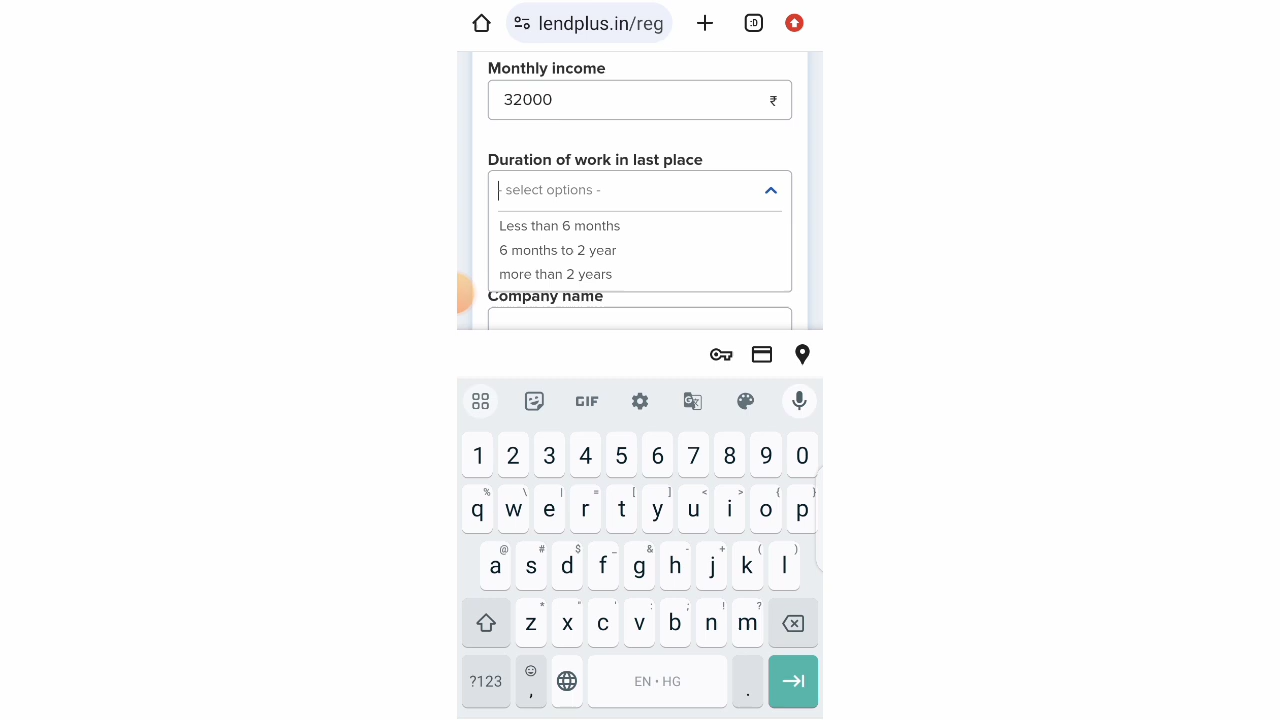 lendplus.in/reg
:D
Monthly income
32000 ₹
Duration of work in last place
- select options -
Less than 6 months
6 months to 2 year
more than 2 years
Company name
GIF
1 2 3 4 5 6 7 8 9 0
% \ | = [ ] < > { }
q w e r t y u i o p
@ # $ _ & - + ( )
a s d f g h j k l
* " ' : ; ! ?
z x c v b n m
?123 , EN • HG .